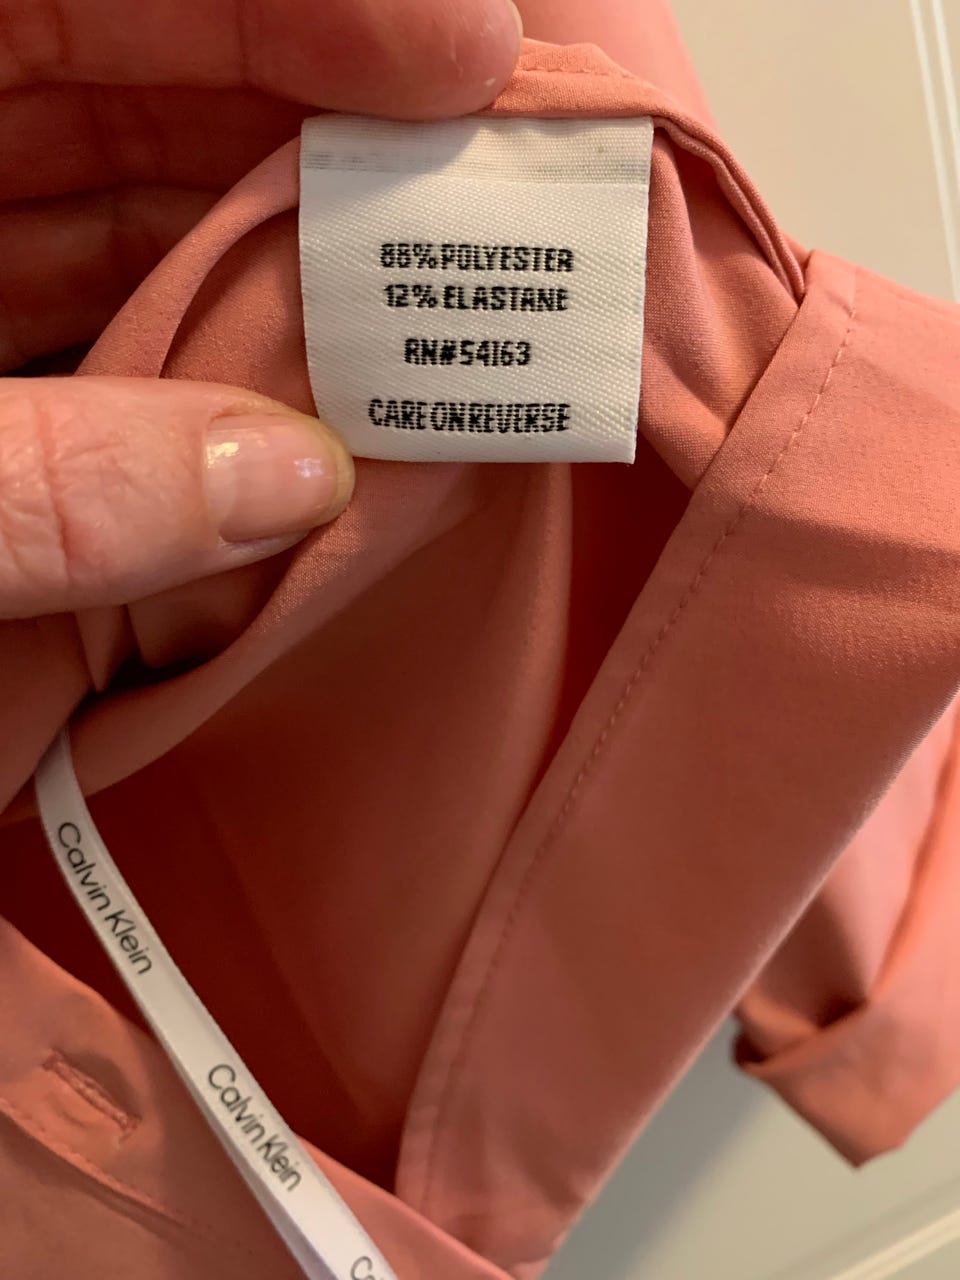 88% POLYESTER
12% ELASTANE
RN# 54163
CARE ON REVERSE
Calvin Klein
Calvin Klein